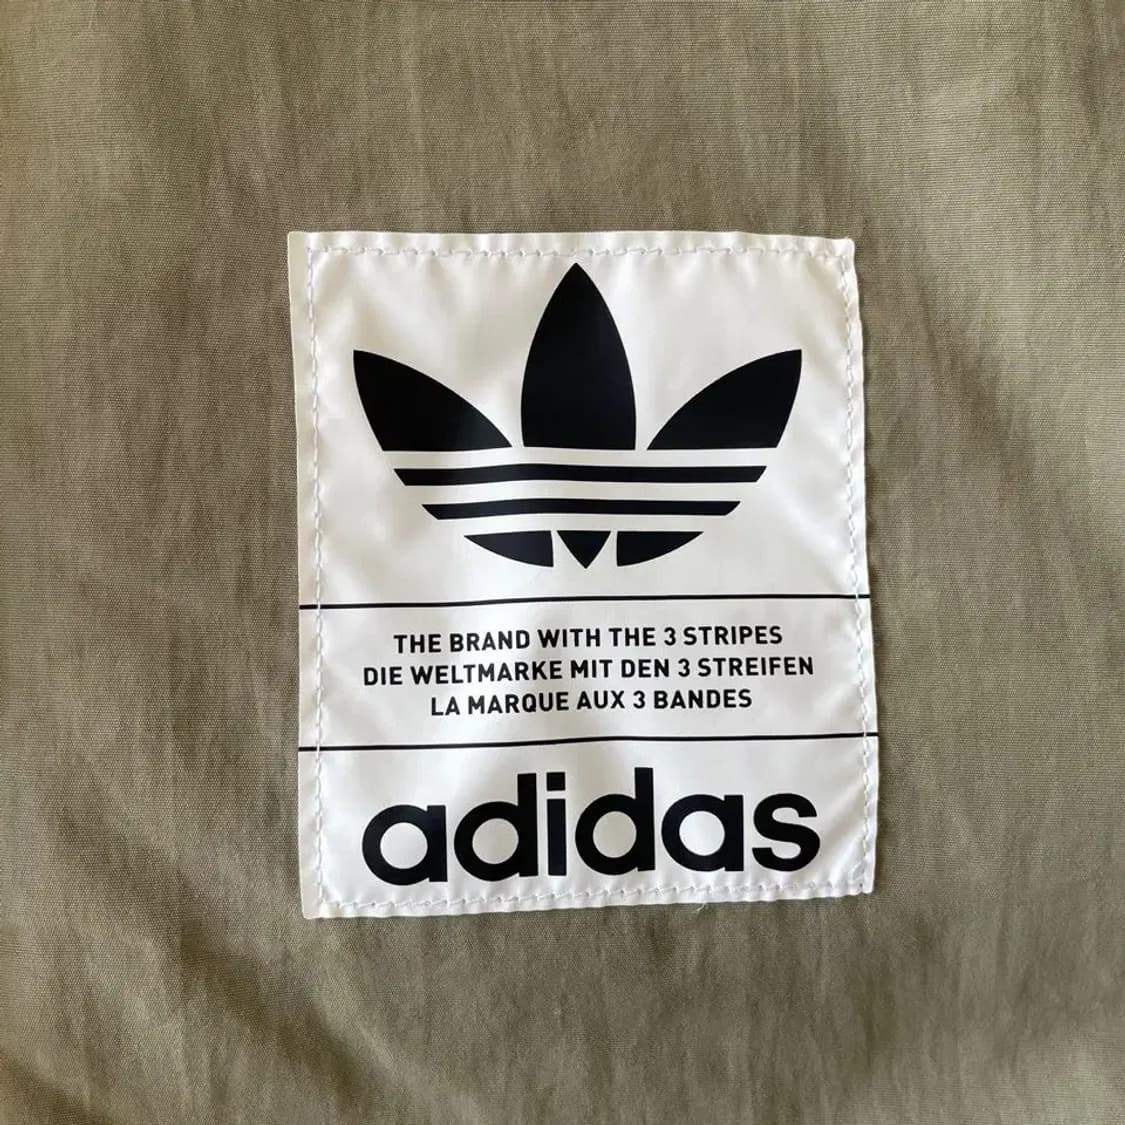 THE BRAND WITH THE 3 STRIPES
DIE WELTMARKE MIT DEN 3 STREIFEN
LA MARQUE AUX 3 BANDES
adidas